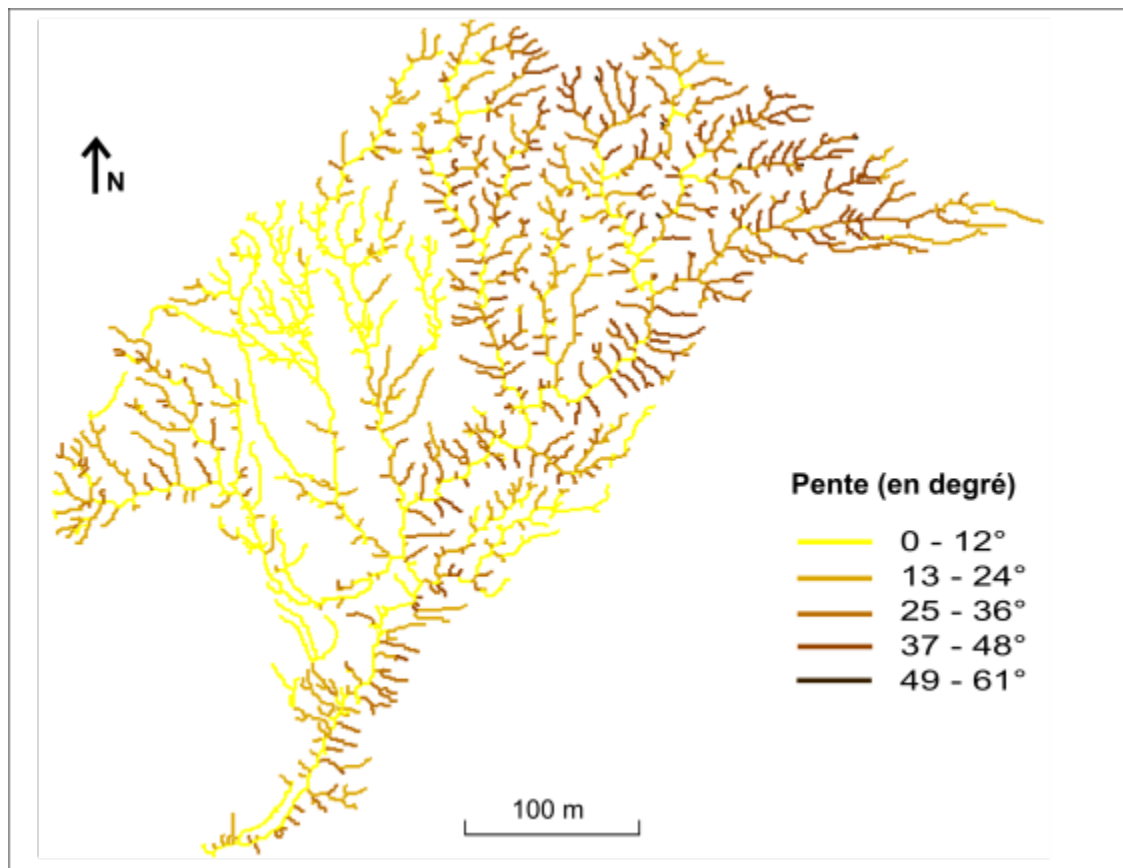 N
Pente (en degré)
0 - 12°
13 - 24°
25 - 36°
37 - 48°
49 - 61°
100 m